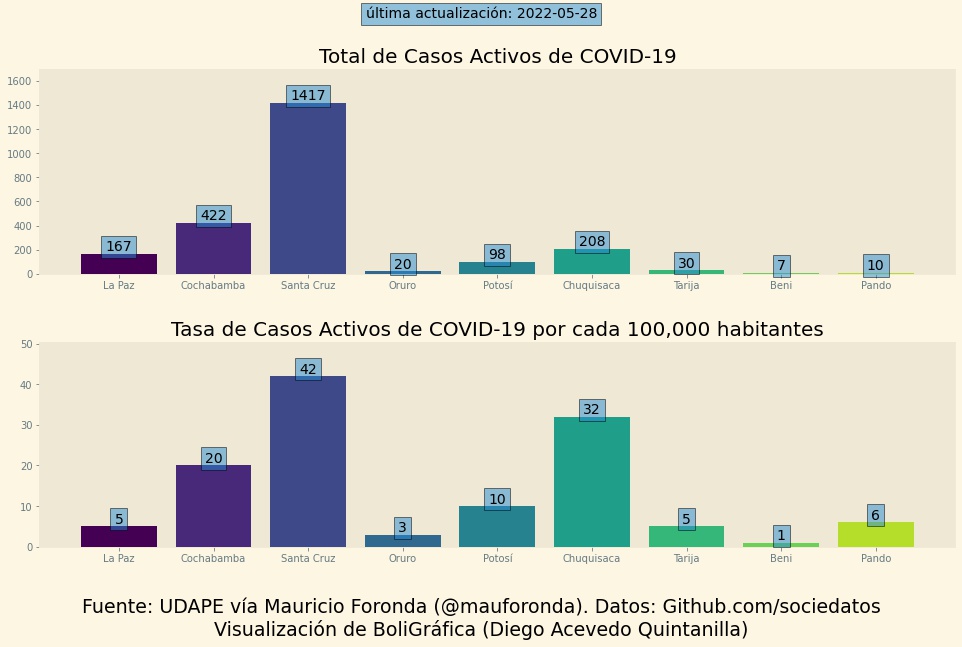 última actualización: 2022-05-28
Total de Casos Activos de COVID-19
1600
1400
1200
1000
800
600
400
200
0
167
422
1417
20
98
208
30
7
10
La Paz
Cochabamba
Santa Cruz
Oruro
Potosí
Chuquisaca
Tarija
Beni
Pando
Tasa de Casos Activos de COVID-19 por cada 100,000 habitantes
50
40
30
20
10
0
5
20
42
3
10
32
5
1
6
La Paz
Cochabamba
Santa Cruz
Oruro
Potosí
Chuquisaca
Tarija
Beni
Pando
Fuente: UDAPE vía Mauricio Foronda (@mauforonda). Datos: Github.com/sociedatos
Visualización de BoliGráfica (Diego Acevedo Quintanilla)